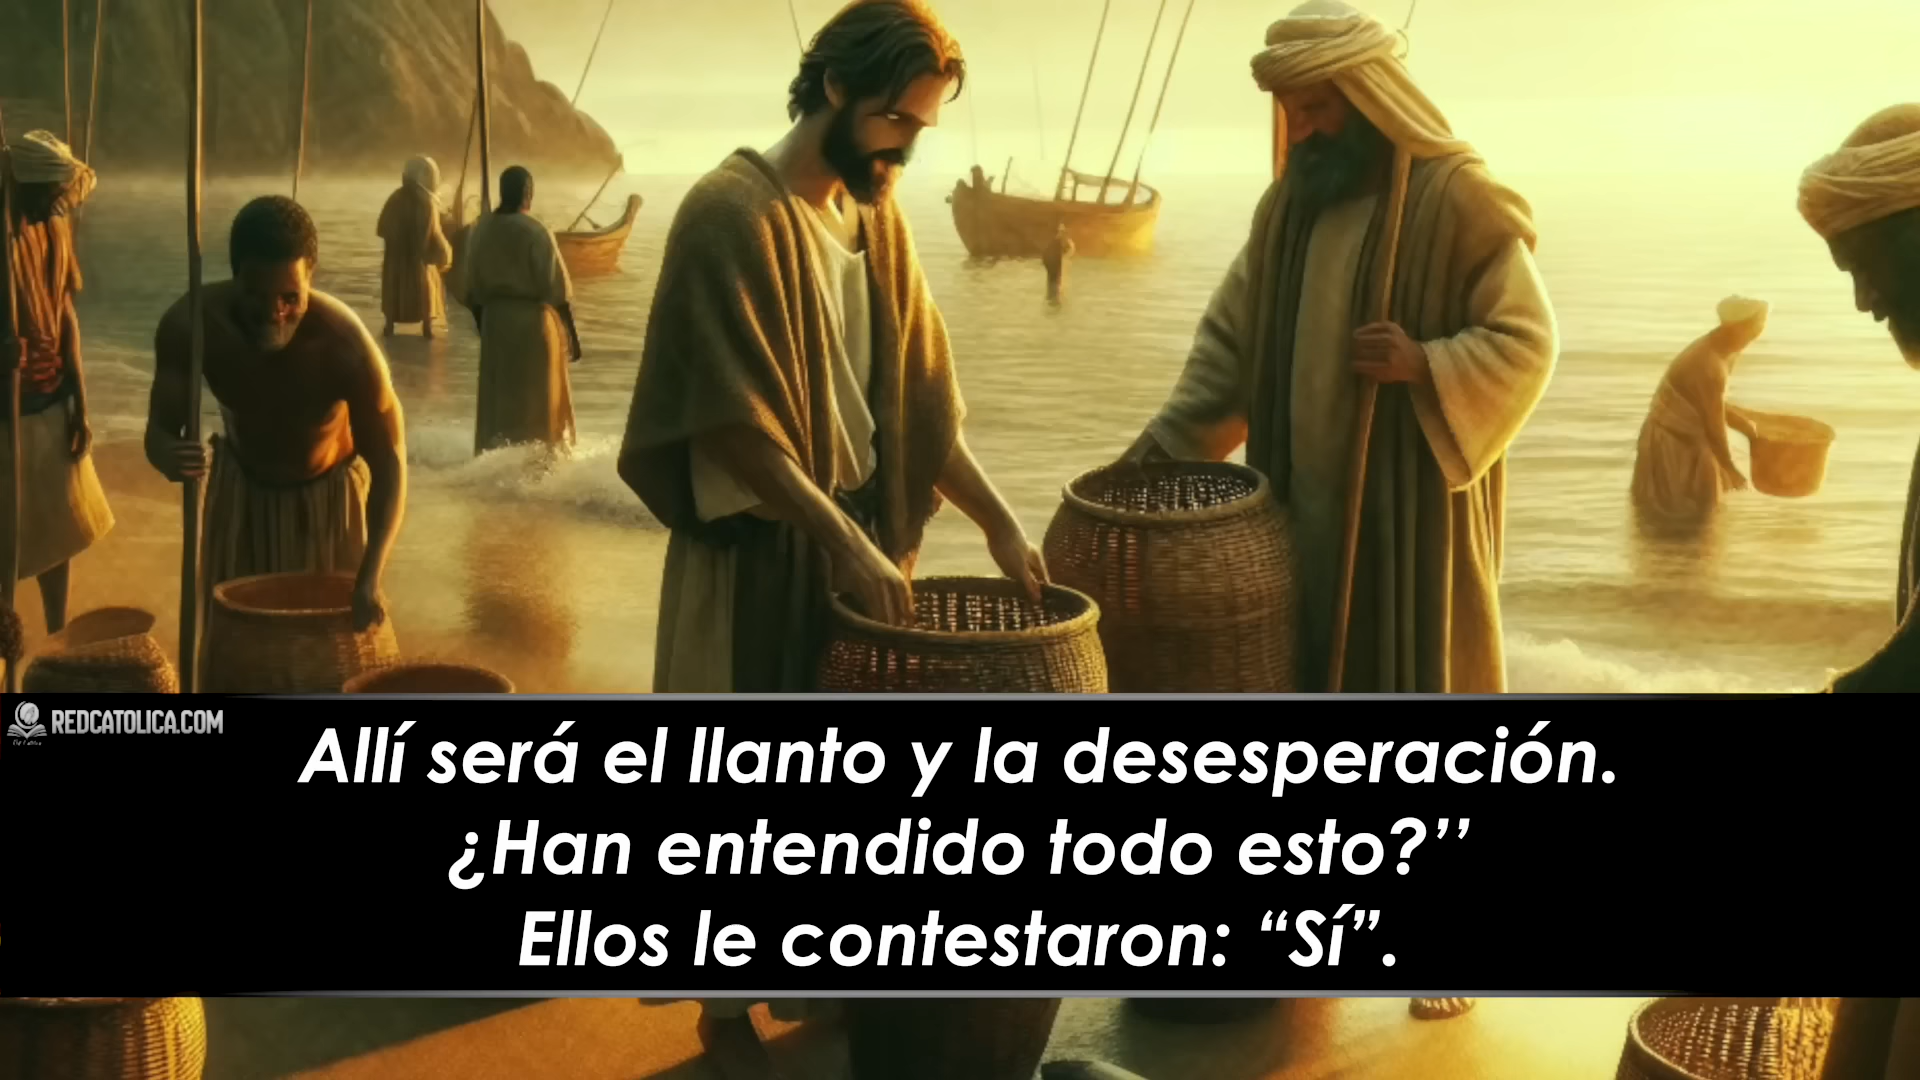 REDCATOLICA.COM
Allí será el llanto y la desesperación.
¿Han entendido todo esto?’’
Ellos le contestaron: “Sí”.